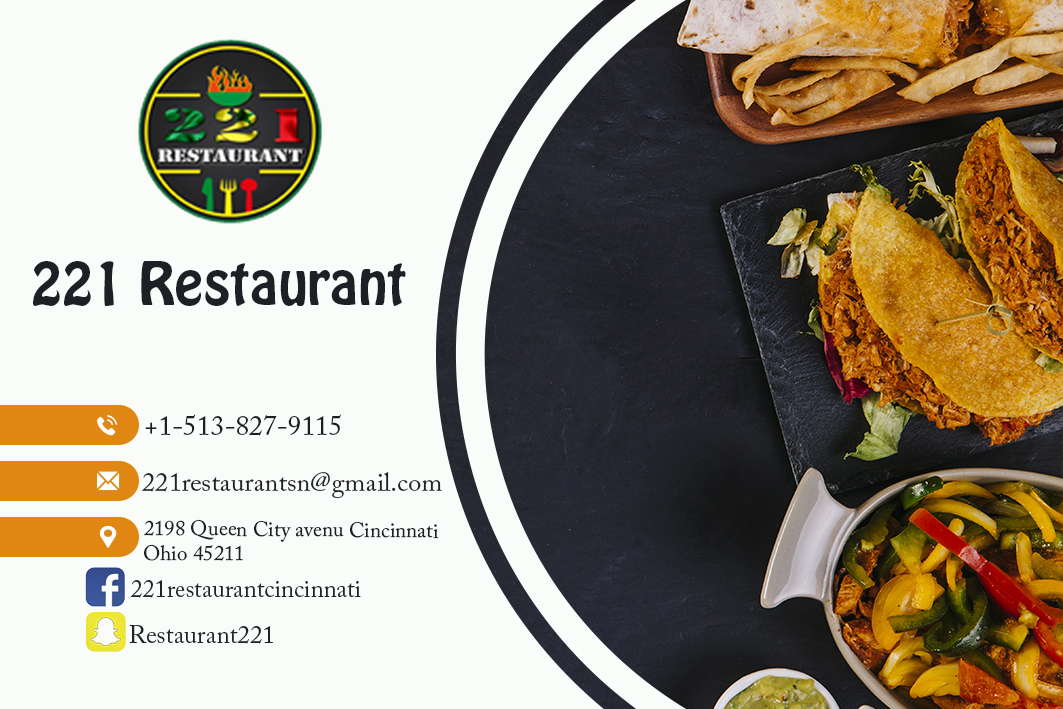 221
RESTAURANT
221 Restaurant
+1-513-827-9115
221restaurantsn@gmail.com
2198 Queen City avenu Cincinnati
Ohio 45211
221restaurantcincinnati
Restaurant221